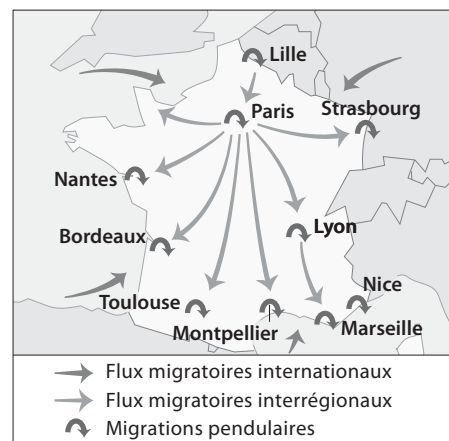 Lille
Paris
Strasbourg
Nantes
Lyon
Bordeaux
Nice
Toulouse
Marseille
Montpellier
Flux migratoires internationaux
Flux migratoires interrégionaux
Migrations pendulaires